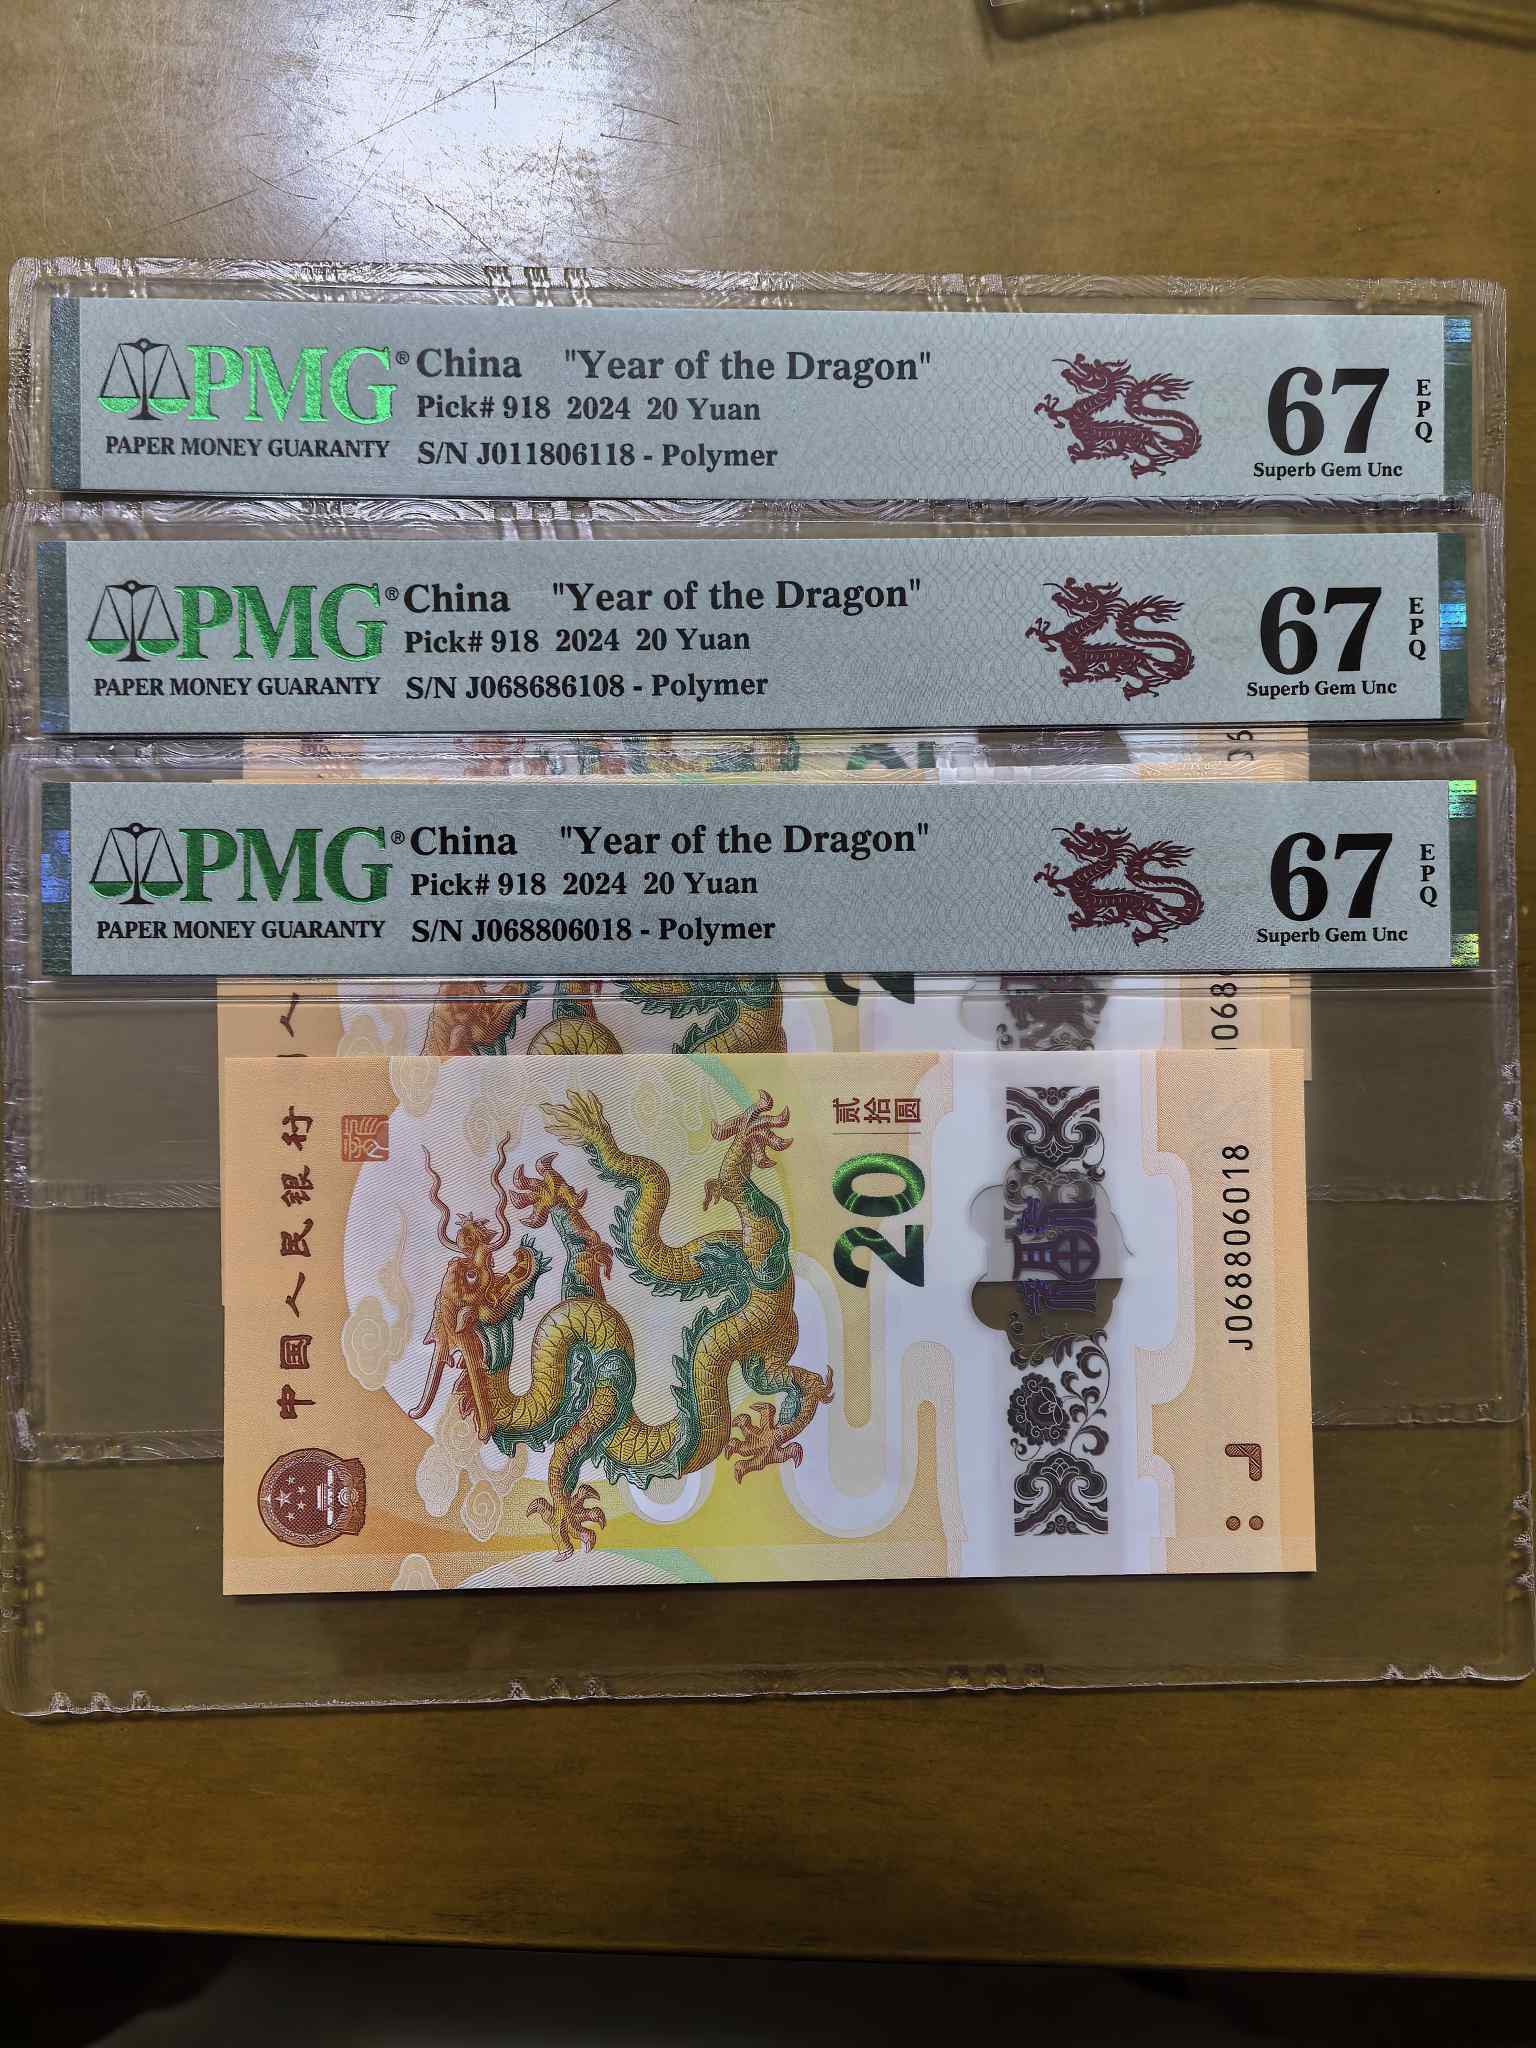 PMG® China "Year of the Dragon" 67 EPQ
Pick# 918 2024 20 Yuan
PAPER MONEY GUARANTY S/N J011806118 - Polymer Superb Gem Unc
PMG® China "Year of the Dragon" 67 EPQ
Pick# 918 2024 20 Yuan
PAPER MONEY GUARANTY S/N J068686108 - Polymer Superb Gem Unc
PMG® China "Year of the Dragon" 67 EPQ
Pick# 918 2024 20 Yuan
PAPER MONEY GUARANTY S/N J068806018 - Polymer Superb Gem Unc
中国人民银行
贰拾圆
20
J068806018